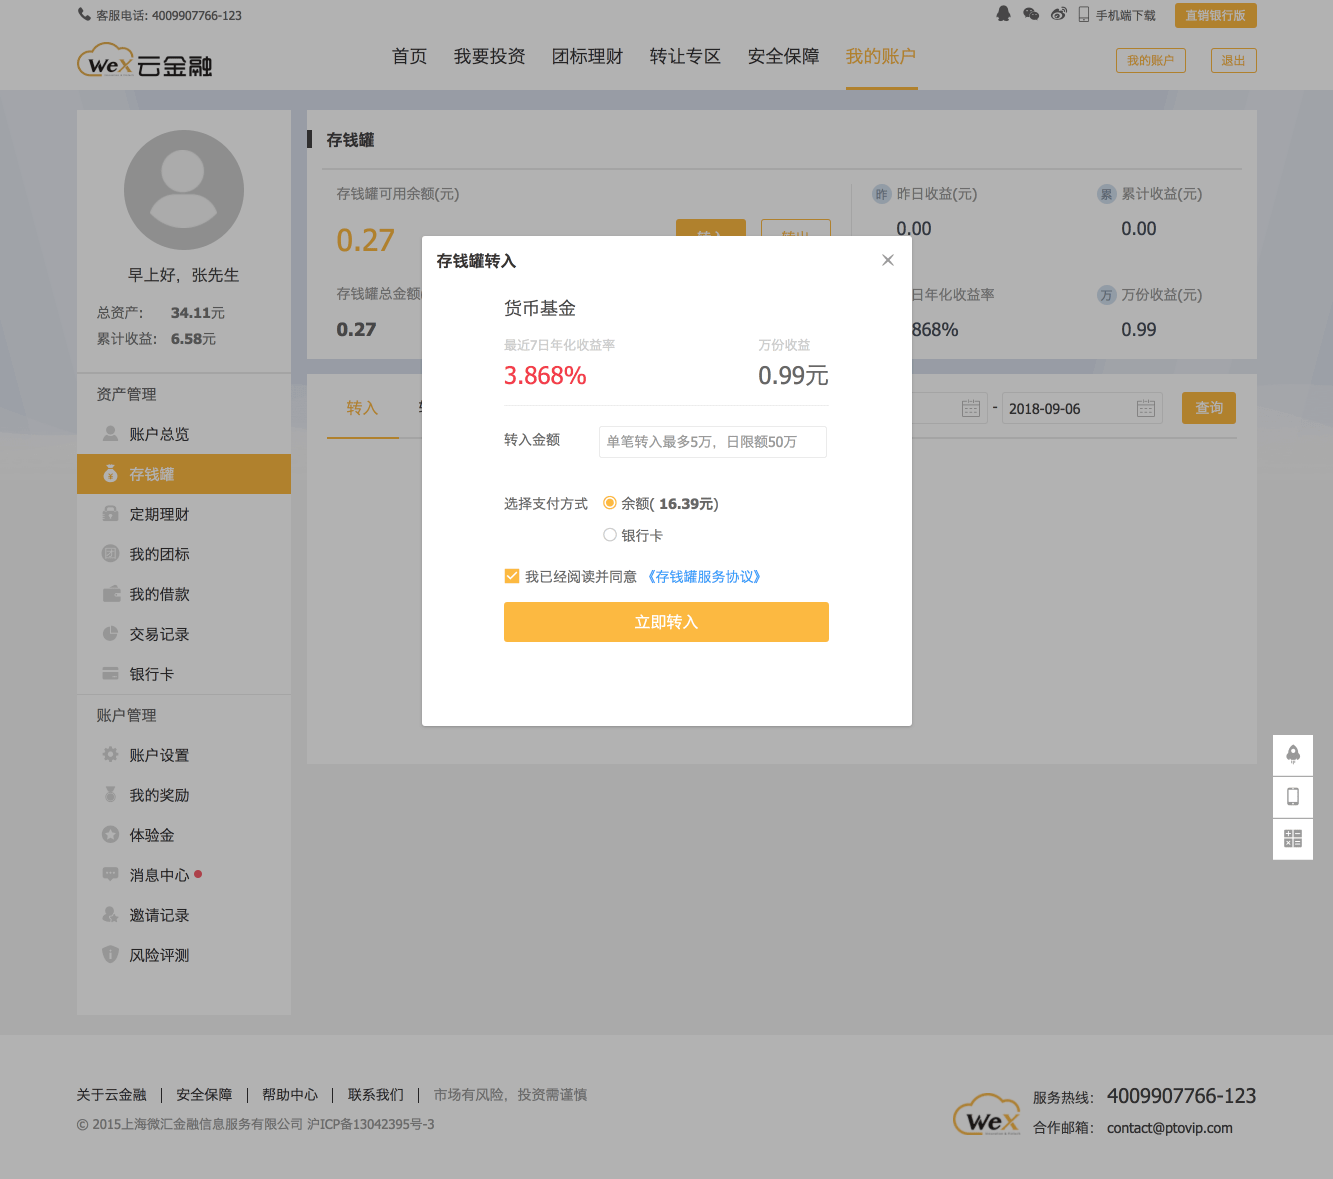 客服电话: 4009907766-123
手机端下载
直销银行版
WeX云金融
首页 我要投资 团标理财 转让专区 安全保障 我的账户
我的账户 退出
早上好，张先生
总资产： 34.11元
累计收益: 6.58元
资产管理
账户总览
存钱罐
定期理财
我的团标
我的借款
交易记录
银行卡
账户管理
账户设置
我的奖励
体验金
消息中心
邀请记录
风险评测
存钱罐
存钱罐可用余额(元)
0.27
转入 转出
昨 昨日收益(元)
0.00
累 累计收益(元)
0.00
存钱罐总金额
0.27
日年化收益率
868%
万 万份收益(元)
0.99
转入
- 2018-09-06
查询
存钱罐转入
货币基金
最近7日年化收益率 万份收益
3.868% 0.99元
转入金额 单笔转入最多5万，日限额50万
选择支付方式 余额( 16.39元)
银行卡
我已经阅读并同意 《存钱罐服务协议》
立即转入
关于云金融 | 安全保障 | 帮助中心 | 联系我们 | 市场有风险，投资需谨慎
© 2015上海微汇金融信息服务有限公司 沪ICP备13042395号-3
WeX
服务热线: 4009907766-123
合作邮箱: contact@ptovip.com